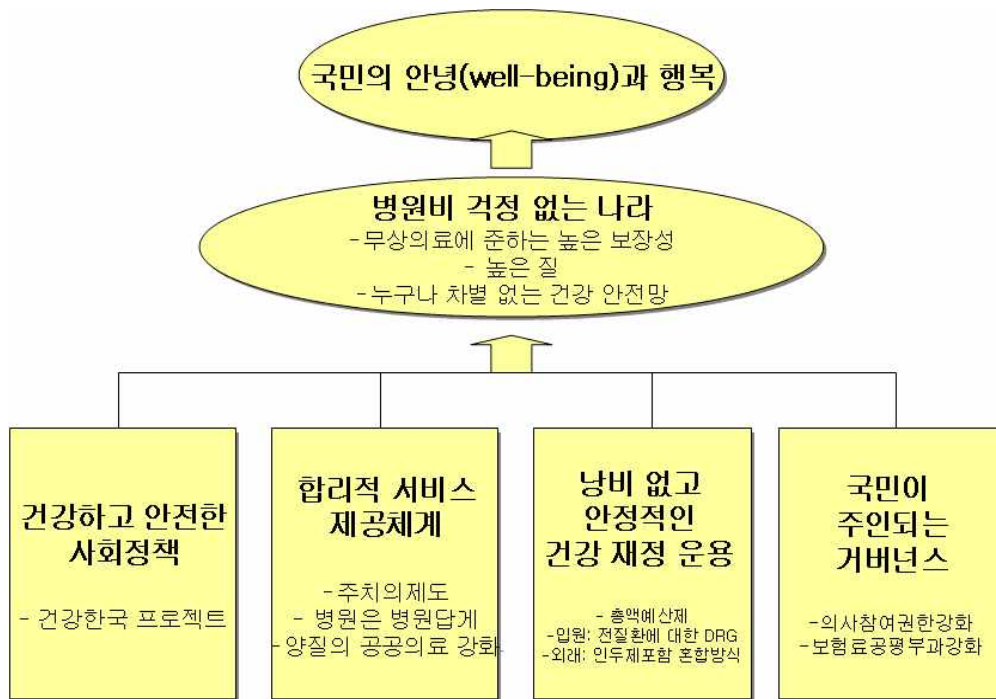 국민의 안녕(well-being)과 행복
병원비 걱정 없는 나라
- 무상의료에 준하는 높은 보장성
- 높은 질
- 누구나 차별 없는 건강 안전망
건강하고 안전한
사회정책
- 건강한국 프로젝트
합리적 서비스
제공체계
- 주치의제도
- 병원은 병원답게
- 양질의 공공의료 강화
낭비 없고
안정적인
건강 재정 운용
- 총액예산제
- 입원: 전질환에 대한 DRG
- 외래: 인두제포함 혼합방식
국민이
주인되는
거버넌스
- 의사참여권한강화
- 보험료공평부과강화